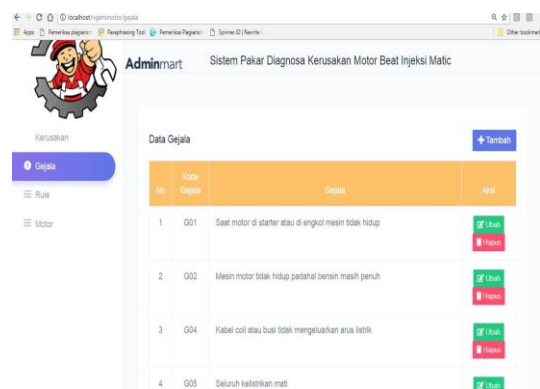 localhost/ngertimotor/gejala
Apps Pemeriksa plagiarism Paraphrasing Tool Pemeriksa Plagiarism Spinner.ID | Rewrite Other bookmark
Adminmart Sistem Pakar Diagnosa Kerusakan Motor Beat Injeksi Matic
Kerusakan
Gejala
Rule
Motor
Data Gejala
Tambah
No Kode Gejala Gejala Aksi
1 G01 Saat motor di starter atau di engkol mesin tidak hidup Ubah
Hapus
2 G02 Mesin motor tidak hidup padahal bensin masih penuh Ubah
Hapus
3 G04 Kabel coil atau busi tidak mengeluarkan arus listrik Ubah
Hapus
4 G05 Seluruh kelistrikan mati Ubah